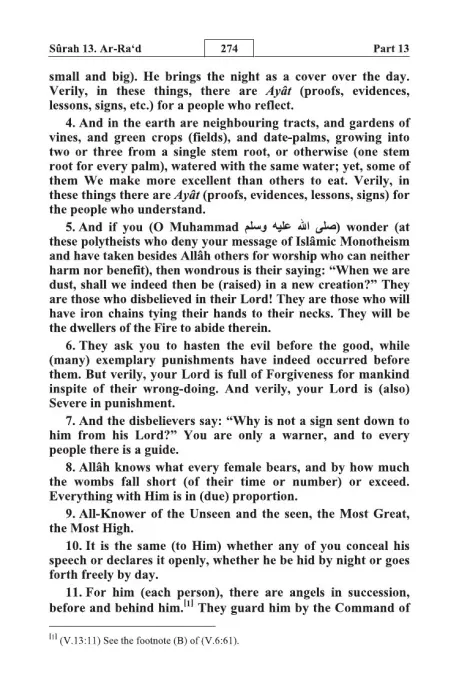 Sûrah 13. Ar-Ra‘d 274 Part 13
small and big). He brings the night as a cover over the day.
Verily, in these things, there are Ayât (proofs, evidences,
lessons, signs, etc.) for a people who reflect.
4. And in the earth are neighbouring tracts, and gardens of
vines, and green crops (fields), and date-palms, growing into
two or three from a single stem root, or otherwise (one stem
root for every palm), watered with the same water; yet, some of
them We make more excellent than others to eat. Verily, in
these things there are Ayât (proofs, evidences, lessons, signs) for
the people who understand.
5. And if you (O Muhammad صلى الله عليه وسلم) wonder (at
these polytheists who deny your message of Islâmic Monotheism
and have taken besides Allâh others for worship who can neither
harm nor benefit), then wondrous is their saying: “When we are
dust, shall we indeed then be (raised) in a new creation?” They
are those who disbelieved in their Lord! They are those who will
have iron chains tying their hands to their necks. They will be
the dwellers of the Fire to abide therein.
6. They ask you to hasten the evil before the good, while
(many) exemplary punishments have indeed occurred before
them. But verily, your Lord is full of Forgiveness for mankind
inspite of their wrong-doing. And verily, your Lord is (also)
Severe in punishment.
7. And the disbelievers say: “Why is not a sign sent down to
him from his Lord?” You are only a warner, and to every
people there is a guide.
8. Allâh knows what every female bears, and by how much
the wombs fall short (of their time or number) or exceed.
Everything with Him is in (due) proportion.
9. All-Knower of the Unseen and the seen, the Most Great,
the Most High.
10. It is the same (to Him) whether any of you conceal his
speech or declares it openly, whether he be hid by night or goes
forth freely by day.
11. For him (each person), there are angels in succession,
before and behind him.[1] They guard him by the Command of
[1] (V.13:11) See the footnote (B) of (V.6:61).